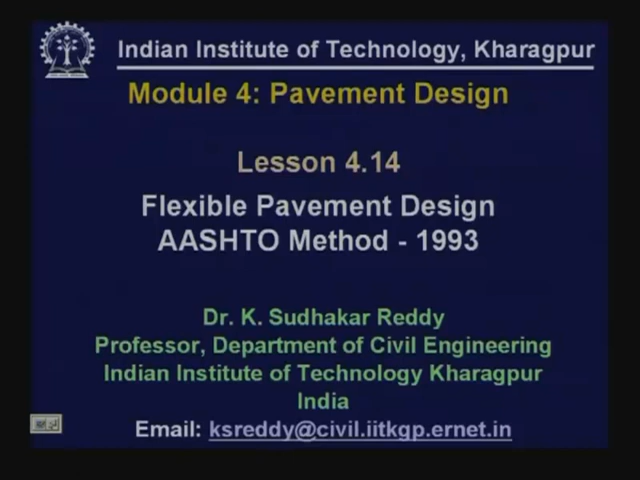 Indian Institute of Technology, Kharagpur
Module 4: Pavement Design
Lesson 4.14
Flexible Pavement Design
AASHTO Method - 1993
Dr. K. Sudhakar Reddy
Professor, Department of Civil Engineering
Indian Institute of Technology Kharagpur
India
Email: ksreddy@civil.iitkgp.ernet.in